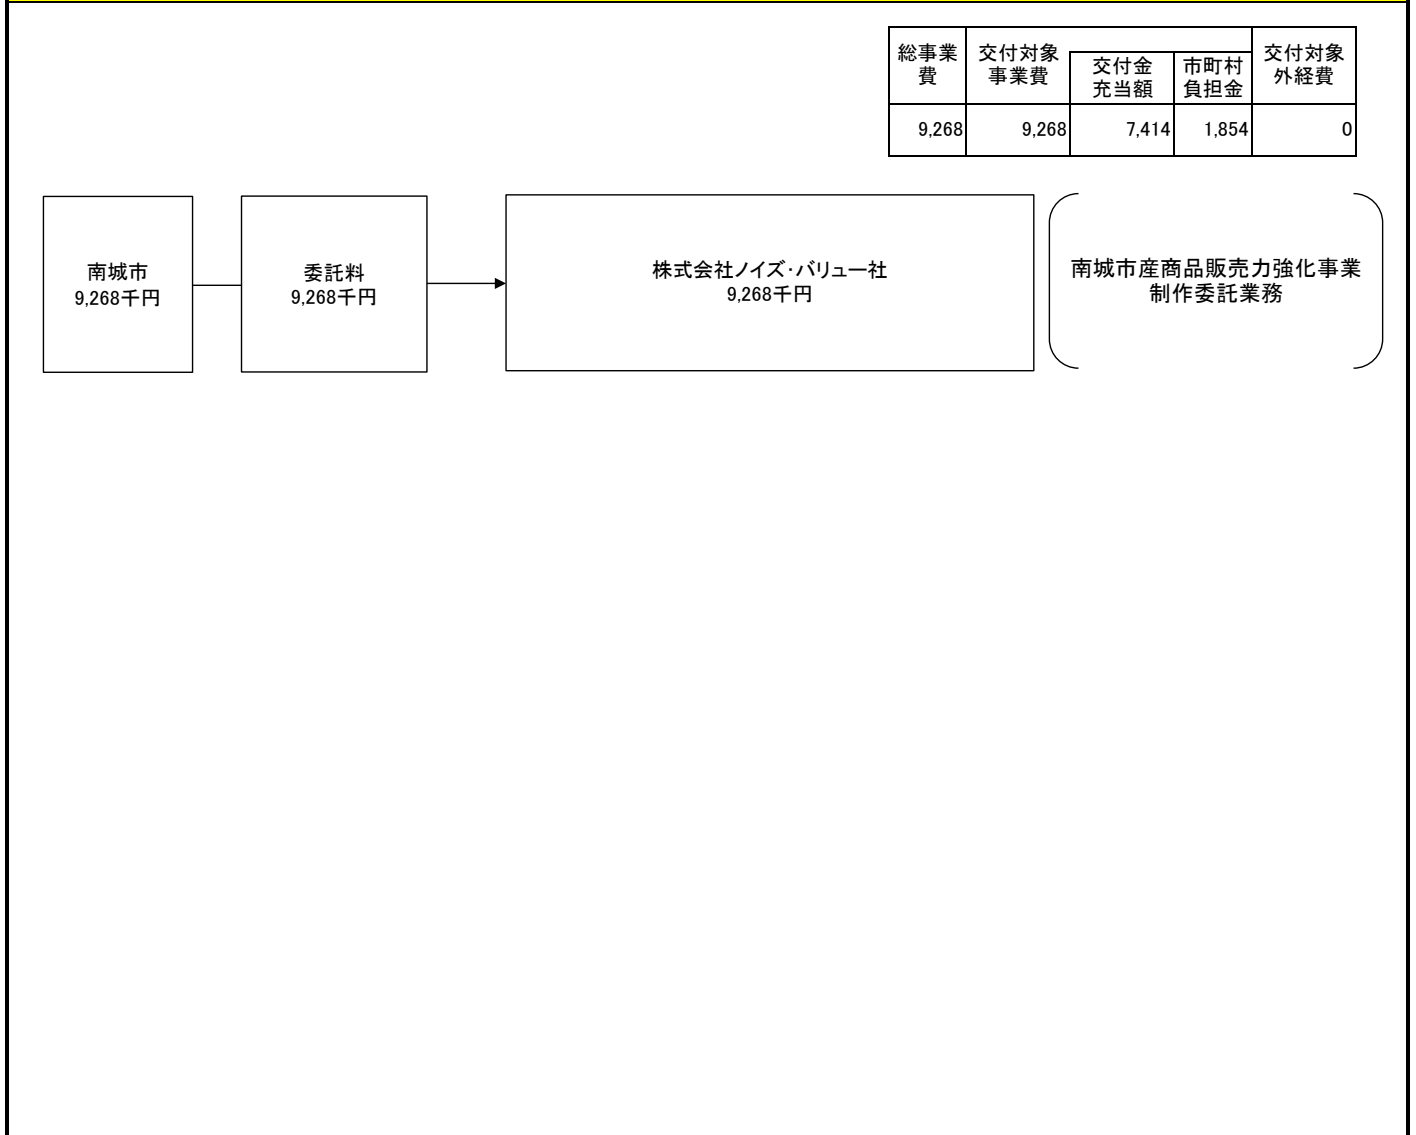 総事業
費
交付対象
事業費
交付金
充当額
市町村
負担金
交付対象
外経費
9,268
9,268
7,414
1,854
0
南城市
9,268千円
委託料
9,268千円
株式会社ノイズ・バリュー社
9,268千円
南城市産商品販売力強化事業
制作委託業務